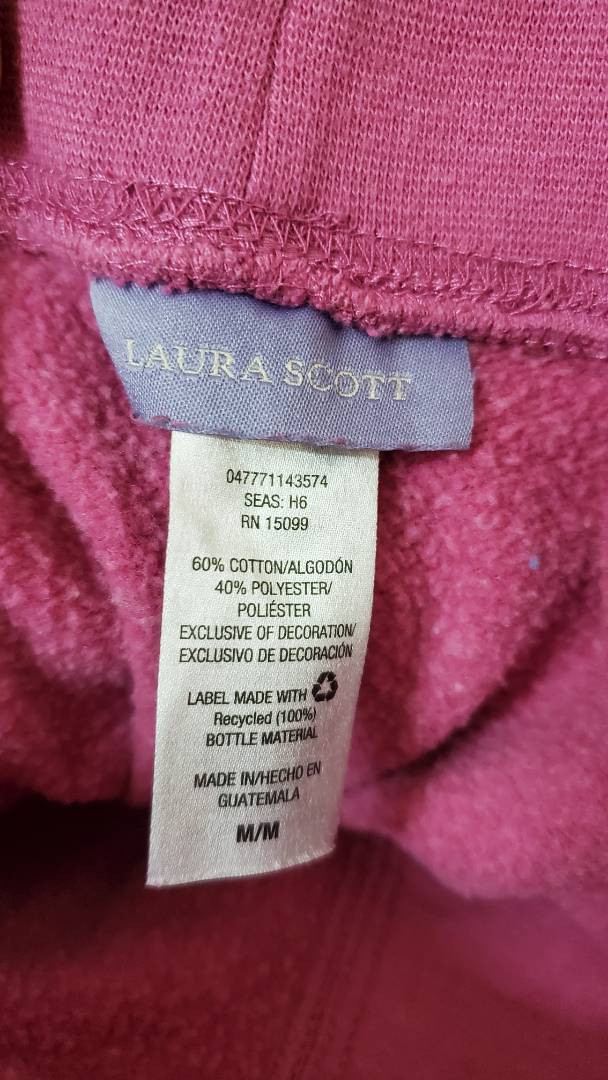 LAURA SCOTT
047771143574
SEAS: H6
RN 15099
60% COTTON/ALGODÓN
40% POLYESTER/
POLIÉSTER
EXCLUSIVE OF DECORATION/
EXCLUSIVO DE DECORACIÓN
LABEL MADE WITH
Recycled (100%)
BOTTLE MATERIAL
MADE IN/HECHO EN
GUATEMALA
M/M